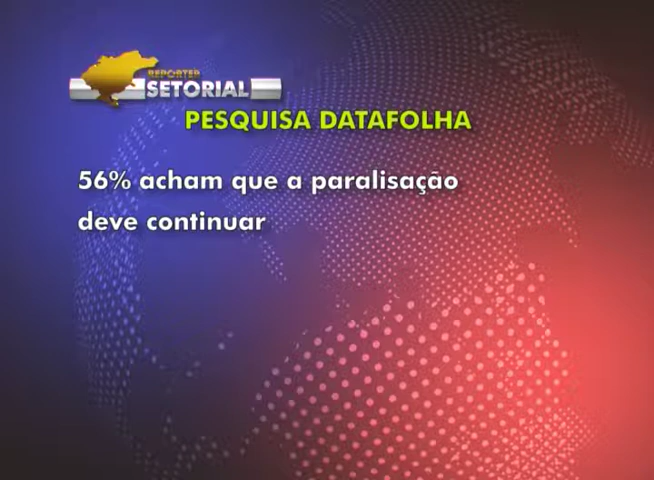 REPORTER
SETORIAL
PESQUISA DATAFOLHA
56% acham que a paralisação
deve continuar